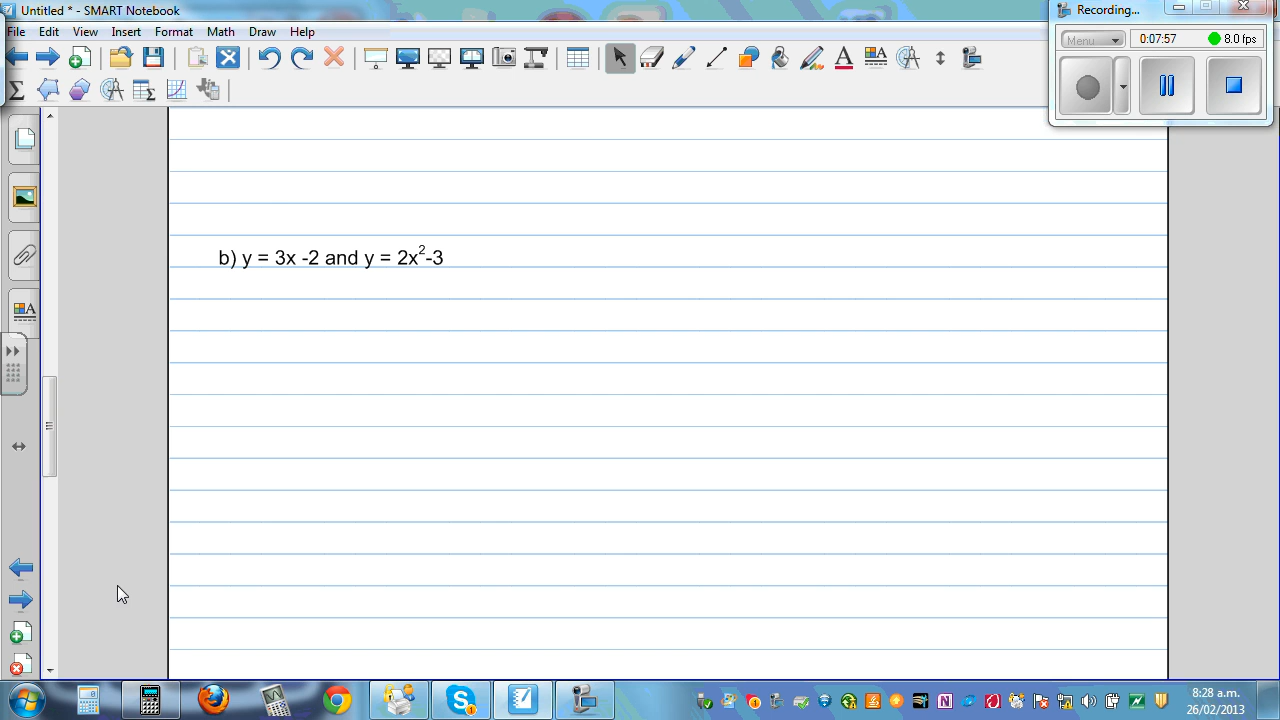 Untitled * - SMART Notebook
Recording...
File Edit View Insert Format Math Draw Help
Menu 0:07:57 8.0 fps
b) y = 3x -2 and y = 2x²-3
8:28 a.m.
26/02/2013